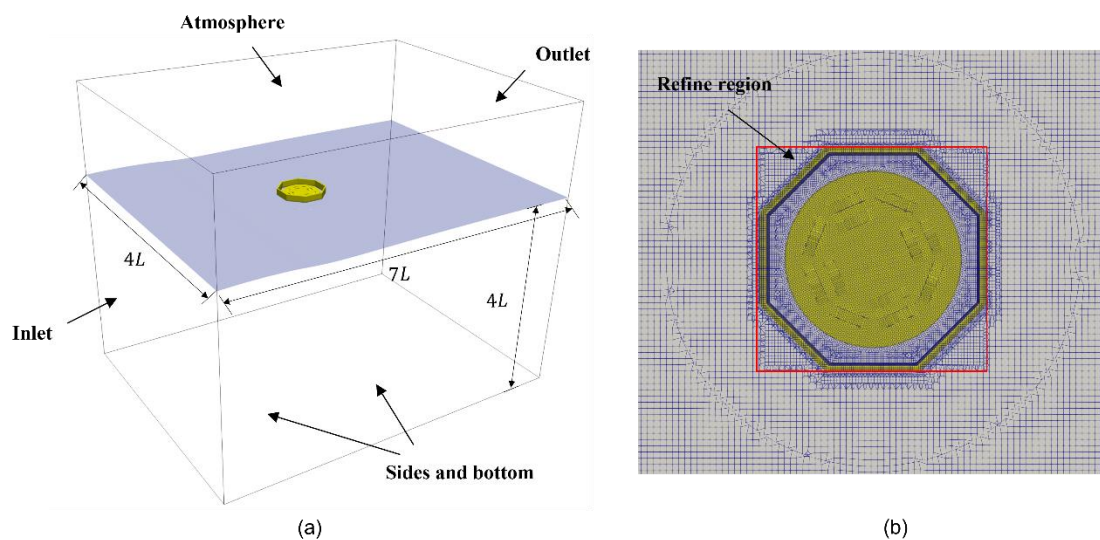 Atmosphere
Outlet
Refine region
4L
7L
4L
Inlet
Sides and bottom
(a)
(b)